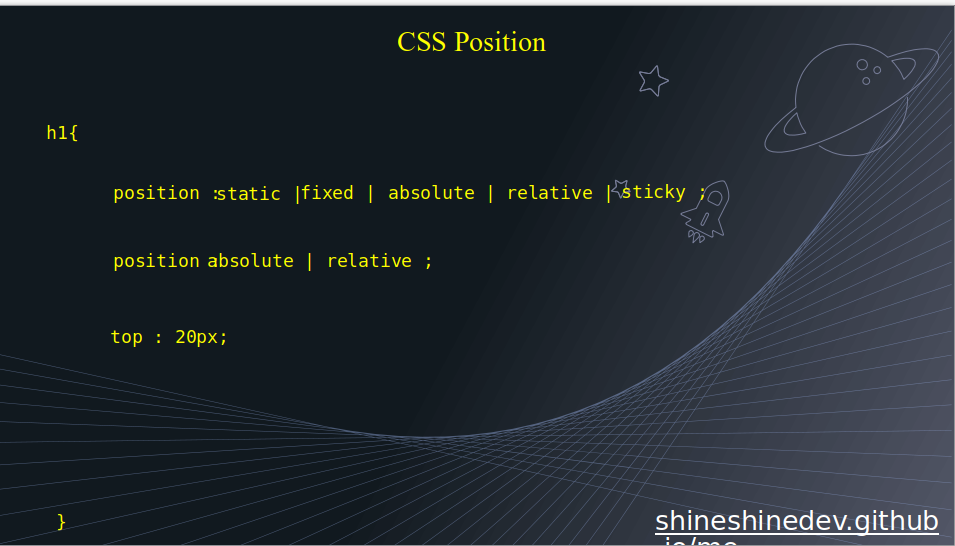 CSS Position
h1{
position :static |fixed | absolute | relative | sticky ;
position absolute | relative ;
top : 20px;
}
shineshinedev.github
.io/me